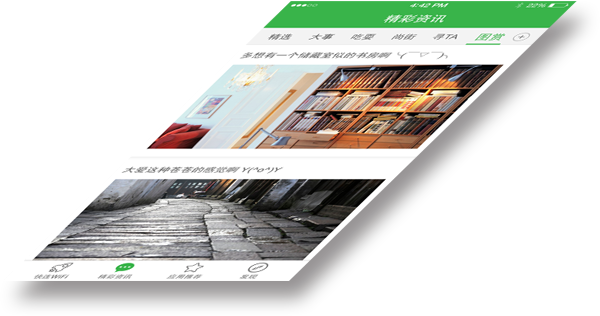 4:42 PM 22%
精彩资讯
精选 大事 吃耍 尚街 寻TA 图赏
多想有一个储藏室似的书房啊 ╮(╯▽╰)╭
大爱这种苍苍的感觉啊 Y(^o^)Y
快连WiFi 精彩资讯 应用推荐 发现